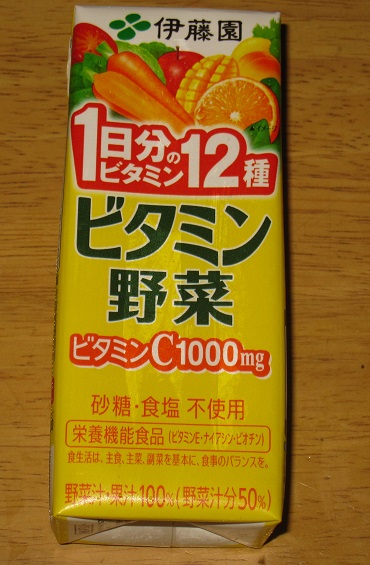 伊藤園
1日分の
ビタミン12種
ビタミン
野菜
ビタミンC1000mg
砂糖・食塩 不使用
栄養機能食品(ビタミンE・ナイアシン・ビオチン)
食生活は、主食、主菜、副菜を基本に、食事のバランスを。
野菜汁・果汁100%(野菜汁分50%)